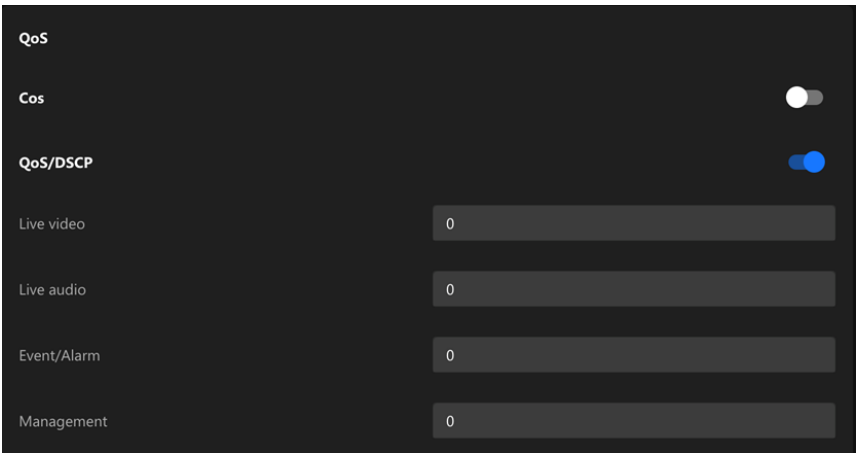 QoS
Cos
QoS/DSCP
Live video 0
Live audio 0
Event/Alarm 0
Management 0